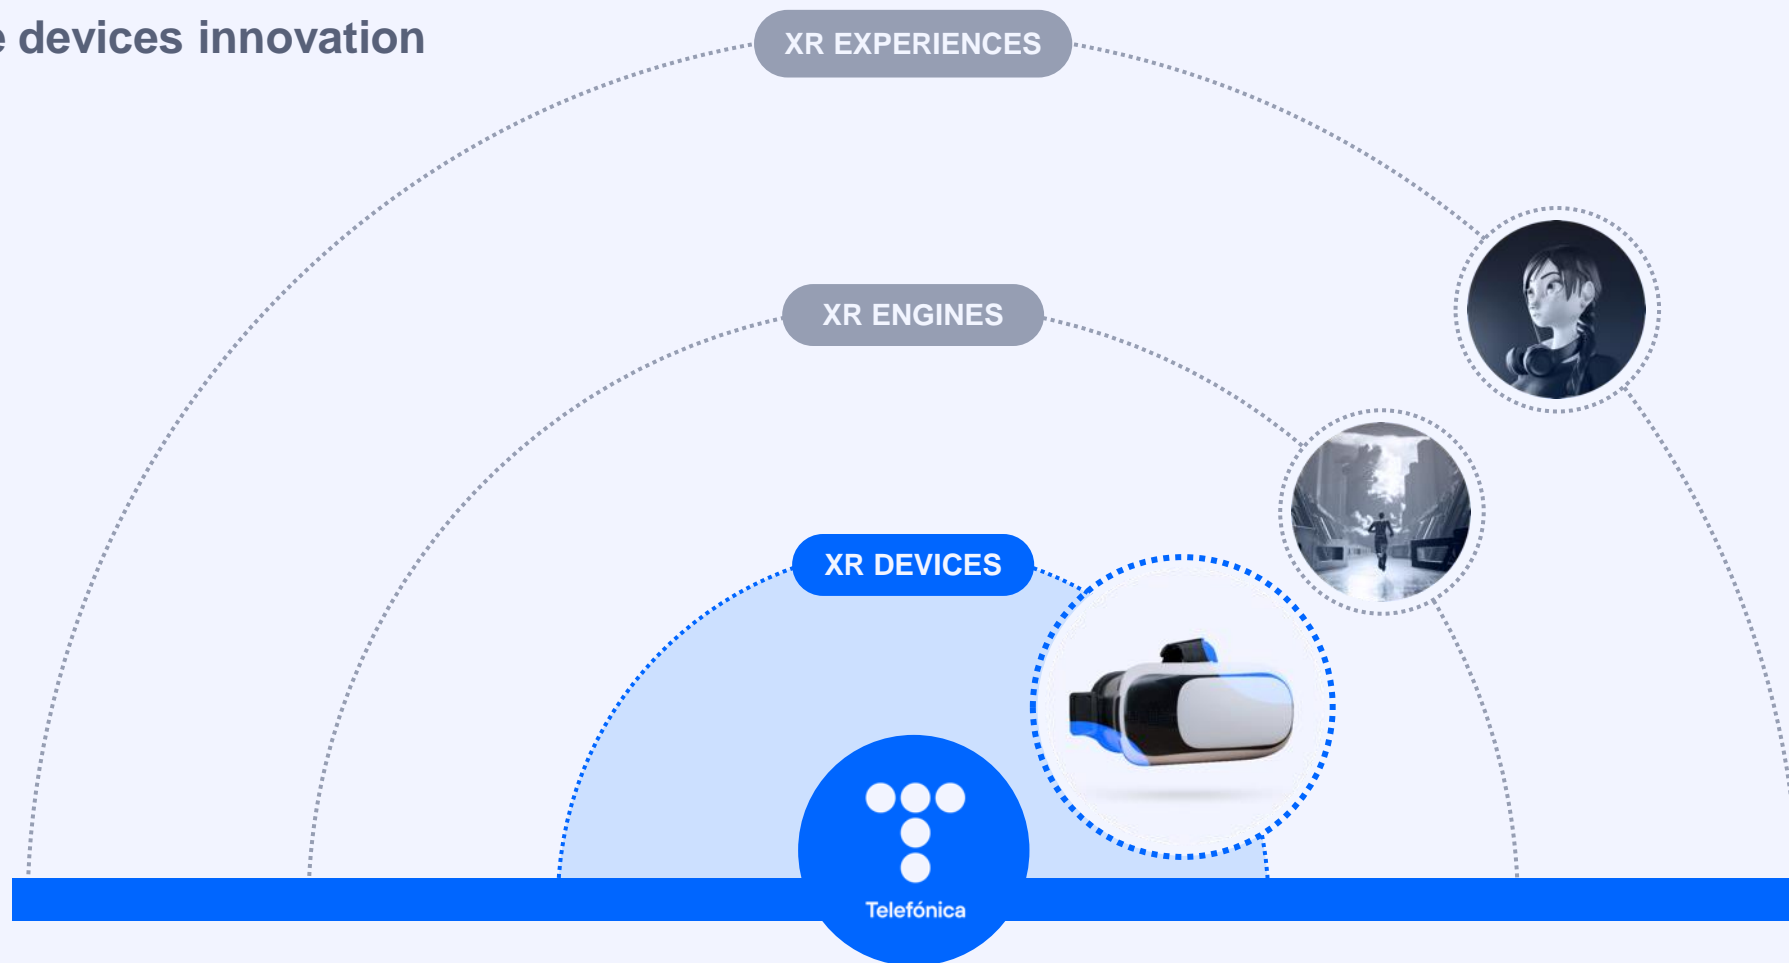 e devices innovation
XR EXPERIENCES
XR ENGINES
XR DEVICES
Telefónica